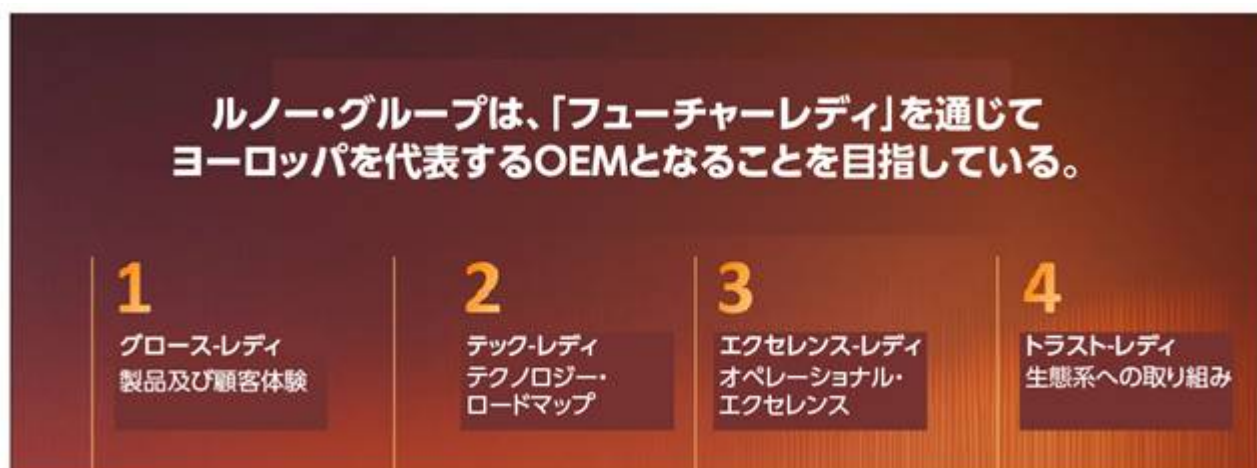 ルノー・グループは、「フューチャーレディ」を通じて
ヨーロッパを代表するOEMとなることを目指している。
1
グロース-レディ
製品及び顧客体験
2
テック-レディ
テクノロジー・
ロードマップ
3
エクセレンス-レディ
オペレーショナル・
エクセレンス
4
トラスト-レディ
生態系への取り組み